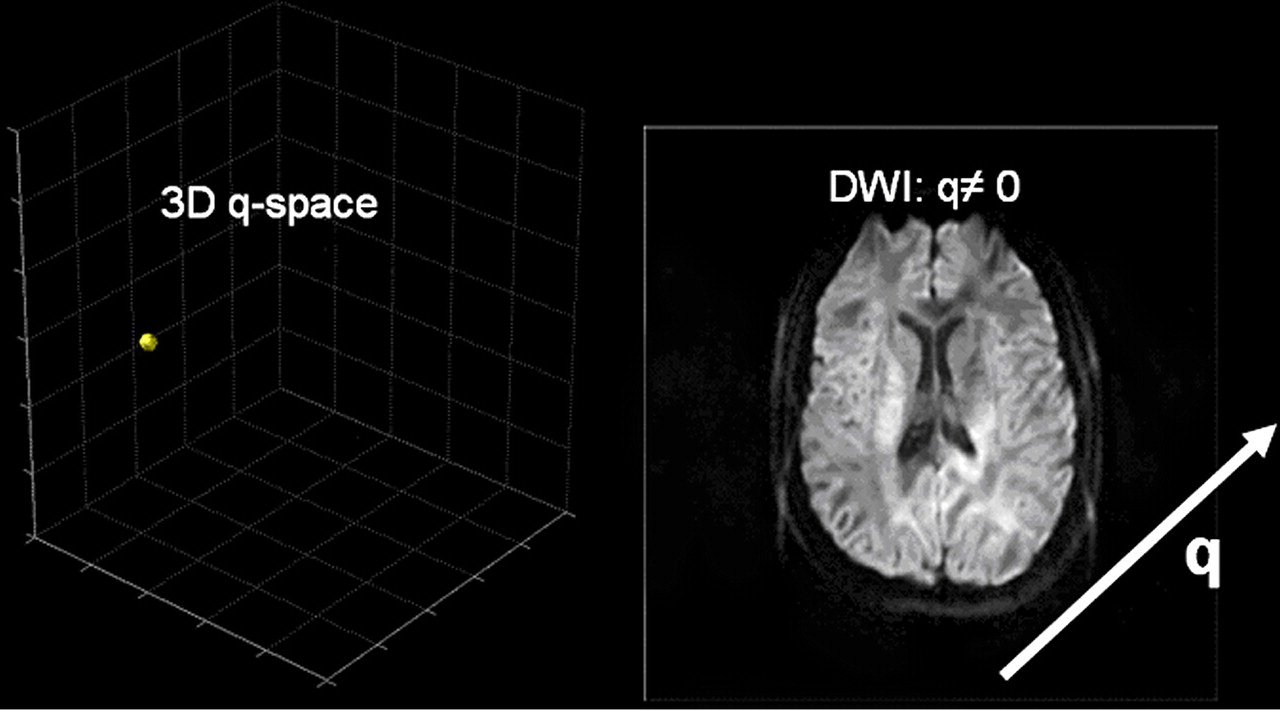 3D q-space
DWI: q≠ 0
q